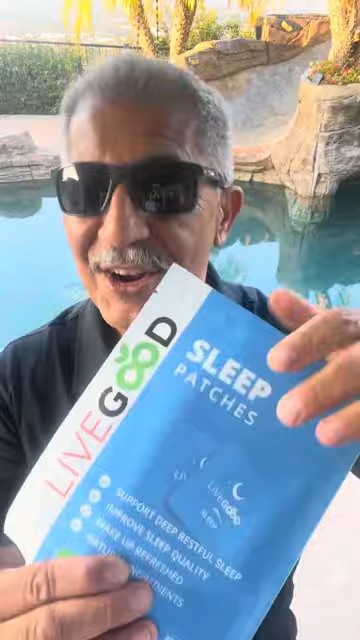 LIVEGOOD
SLEEP
PATCHES
LIVEGOOD
SLEEP
SUPPORT DEEP RESTFUL SLEEP
IMPROVE SLEEP QUALITY
WAKE UP REFRESHED